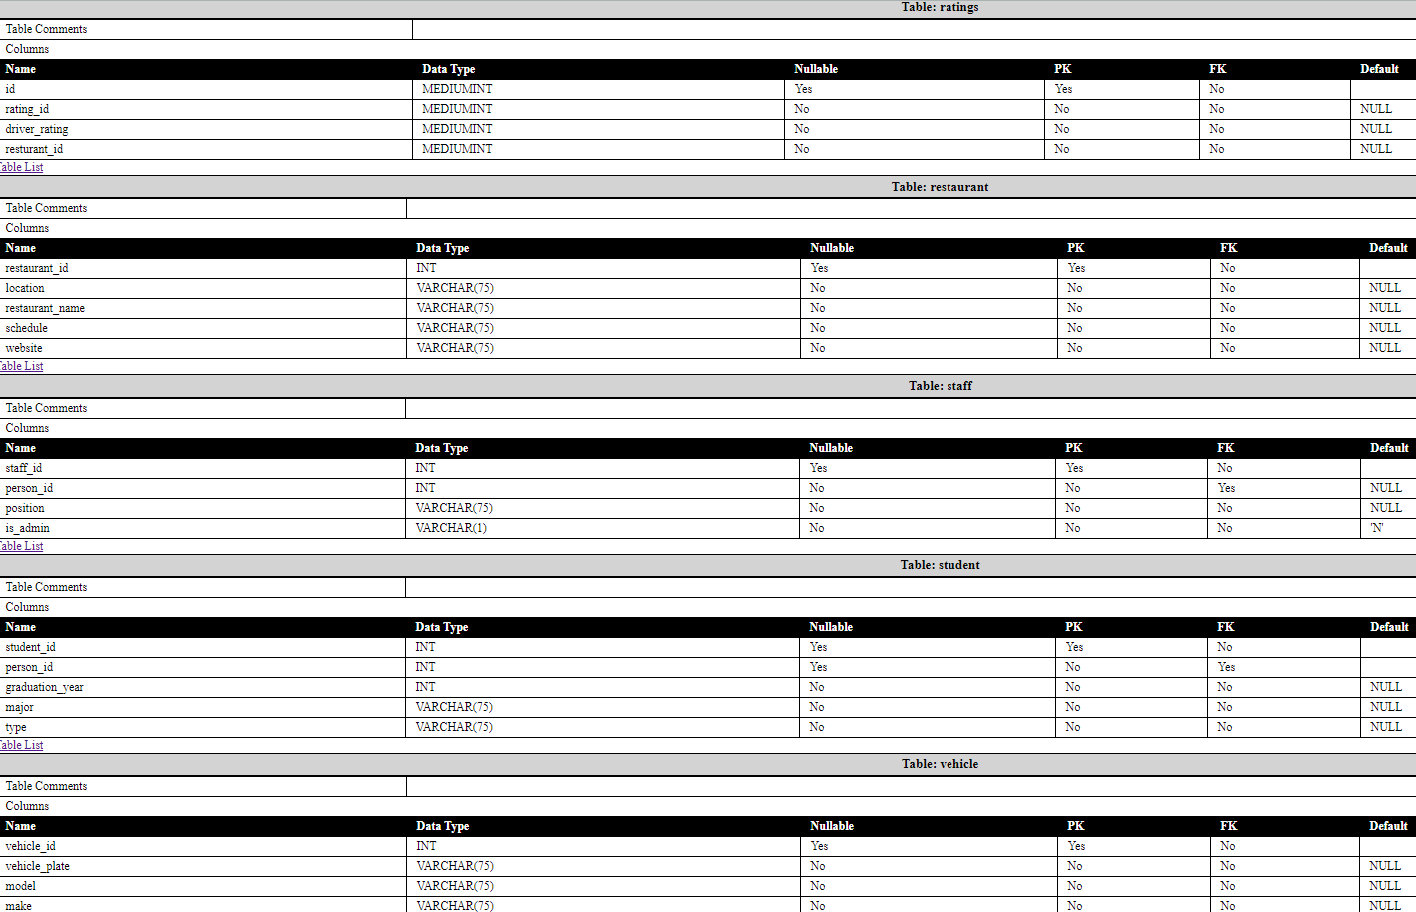 Table: ratings
Table Comments
Columns
Name Data Type Nullable PK FK Default
id MEDIUMINT Yes Yes No
rating_id MEDIUMINT No No No NULL
driver_rating MEDIUMINT No No No NULL
resturant_id MEDIUMINT No No No NULL
Table List
Table: restaurant
Table Comments
Columns
Name Data Type Nullable PK FK Default
restaurant_id INT Yes Yes No
location VARCHAR(75) No No No NULL
restaurant_name VARCHAR(75) No No No NULL
schedule VARCHAR(75) No No No NULL
website VARCHAR(75) No No No NULL
Table List
Table: staff
Table Comments
Columns
Name Data Type Nullable PK FK Default
staff_id INT Yes Yes No
person_id INT No No Yes NULL
position VARCHAR(75) No No No NULL
is_admin VARCHAR(1) No No No 'N'
Table List
Table: student
Table Comments
Columns
Name Data Type Nullable PK FK Default
student_id INT Yes Yes No
person_id INT Yes No Yes
graduation_year INT No No No NULL
major VARCHAR(75) No No No NULL
type VARCHAR(75) No No No NULL
Table List
Table: vehicle
Table Comments
Columns
Name Data Type Nullable PK FK Default
vehicle_id INT Yes Yes No
vehicle_plate VARCHAR(75) No No No NULL
model VARCHAR(75) No No No NULL
make VARCHAR(75) No No No NULL